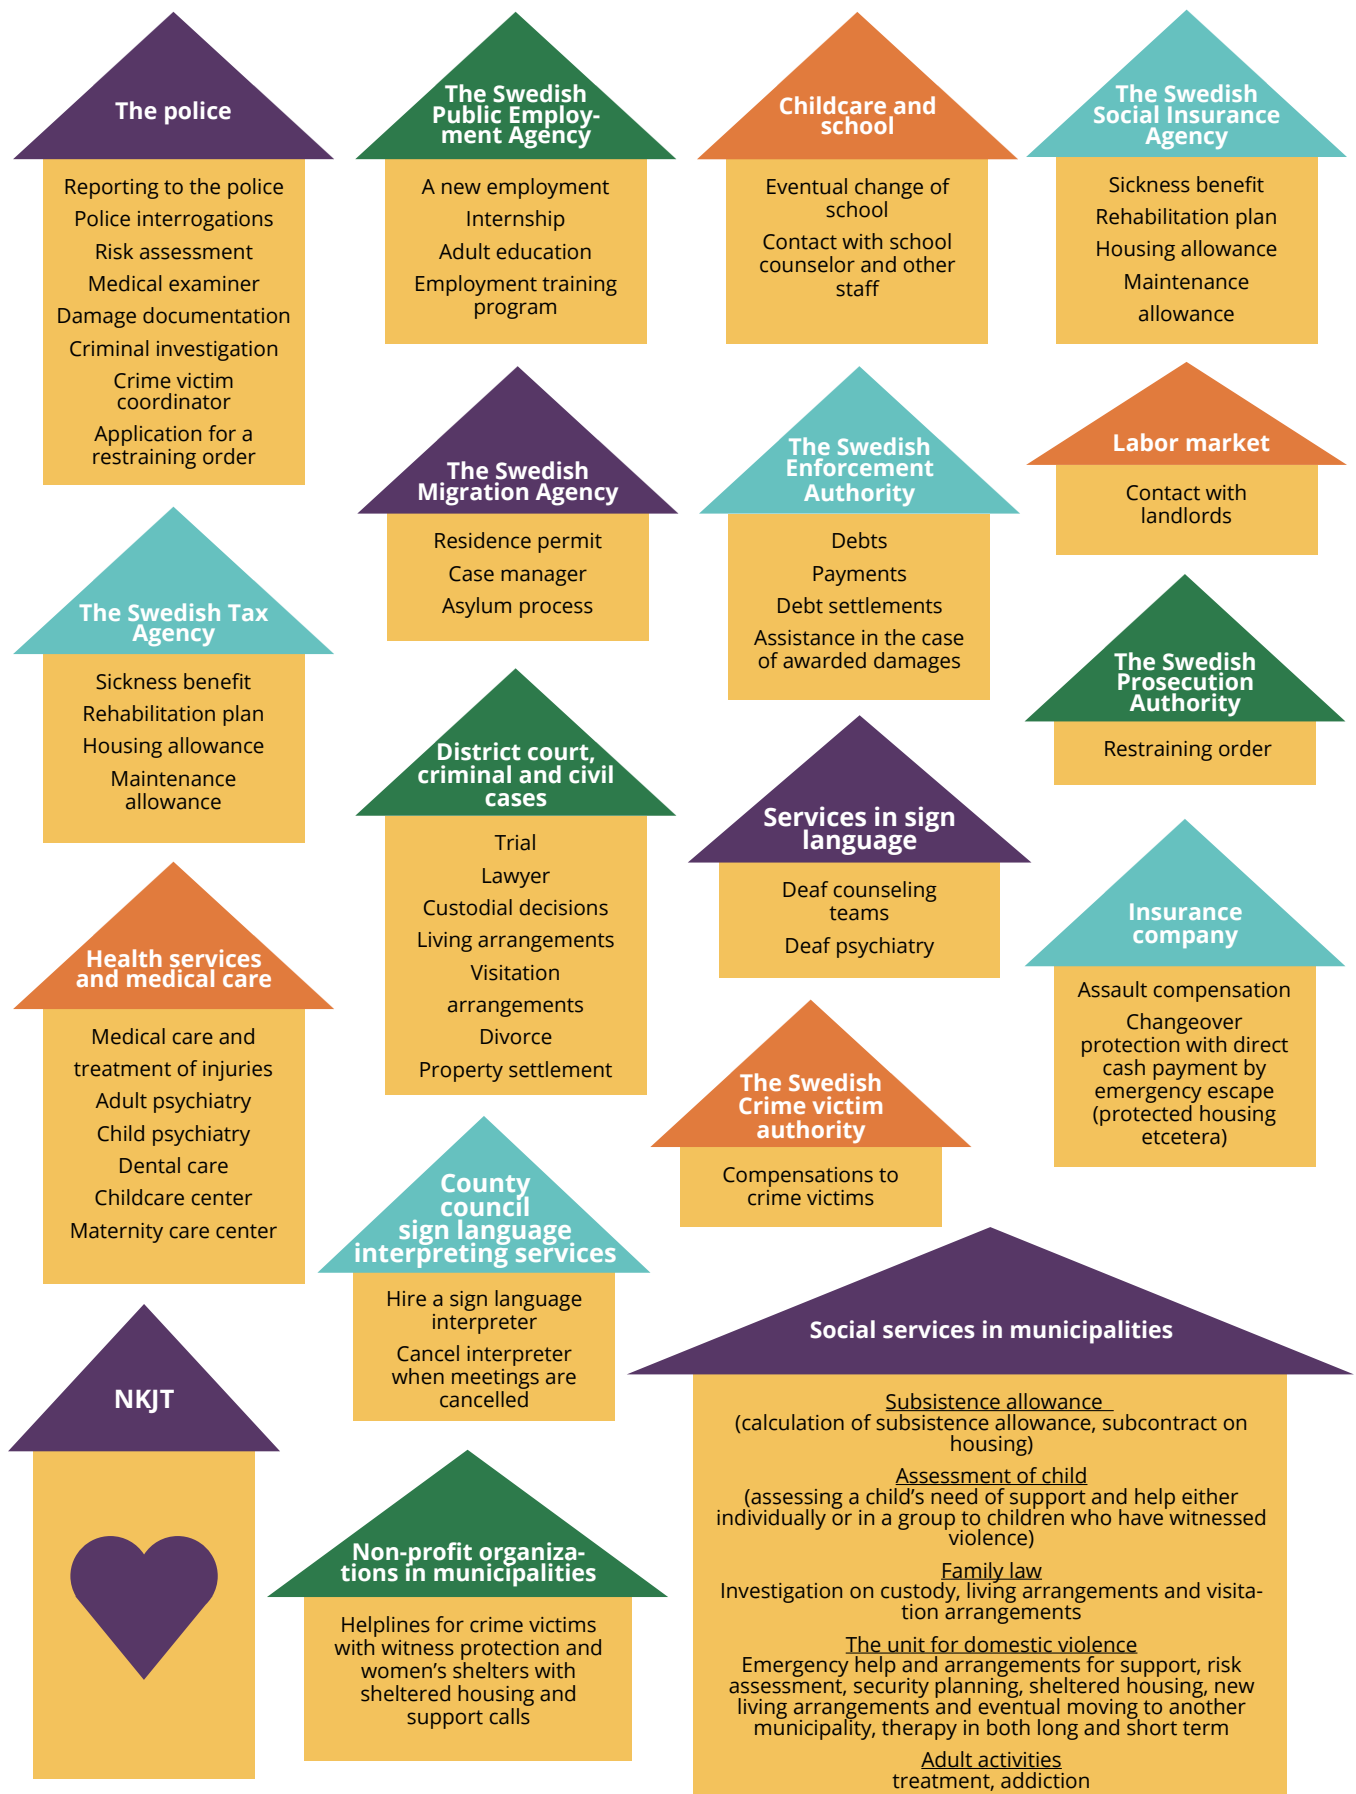 The police
Reporting to the police
Police interrogations
Risk assessment
Medical examiner
Damage documentation
Criminal investigation
Crime victim
coordinator
Application for a
restraining order
The Swedish
Public Employ-
ment Agency
A new employment
Internship
Adult education
Employment training
program
Childcare and
school
Eventual change of
school
Contact with school
counselor and other
staff
The Swedish
Social Insurance
Agency
Sickness benefit
Rehabilitation plan
Housing allowance
Maintenance
allowance
The Swedish
Migration Agency
Residence permit
Case manager
Asylum process
The Swedish
Enforcement
Authority
Debts
Payments
Debt settlements
Assistance in the case
of awarded damages
Labor market
Contact with
landlords
The Swedish Tax
Agency
Sickness benefit
Rehabilitation plan
Housing allowance
Maintenance
allowance
District court,
criminal and civil
cases
Trial
Lawyer
Custodial decisions
Living arrangements
Visitation
arrangements
Divorce
Property settlement
The Swedish
Prosecution
Authority
Restraining order
Services in sign
language
Deaf counseling
teams
Deaf psychiatry
Insurance
company
Assault compensation
Changeover
protection with direct
cash payment by
emergency escape
(protected housing
etcetera)
Health services
and medical care
Medical care and
treatment of injuries
Adult psychiatry
Child psychiatry
Dental care
Childcare center
Maternity care center
The Swedish
Crime victim
authority
Compensations to
crime victims
County
council
sign language
interpreting services
Hire a sign language
interpreter
Cancel interpreter
when meetings are
cancelled
NKJT
Non-profit organiza-
tions in municipalities
Helplines for crime victims
with witness protection and
women's shelters with
sheltered housing and
support calls
Social services in municipalities
Subsistence allowance
(calculation of subsistence allowance, subcontract on
housing)
Assessment of child
(assessing a child's need of support and help either
individually or in a group to children who have witnessed
violence)
Family law
Investigation on custody, living arrangements and visita-
tion arrangements
The unit for domestic violence
Emergency help and arrangements for support, risk
assessment, security planning, sheltered housing, new
living arrangements and eventual moving to another
municipality, therapy in both long and short term
Adult activities
treatment, addiction